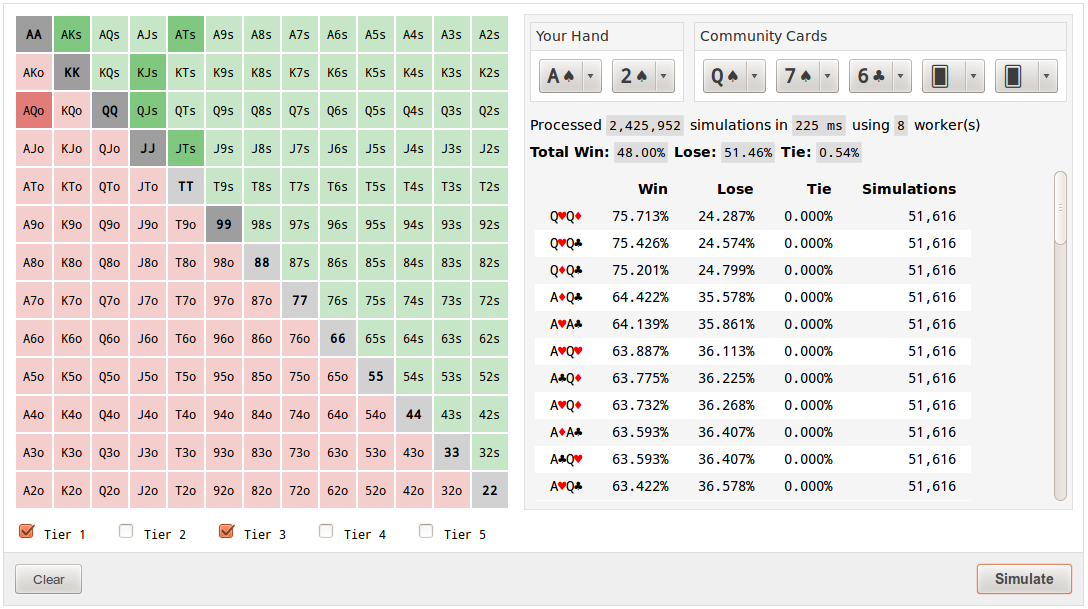 AA AKs AQs AJs ATs A9s A8s A7s A6s A5s A4s A3s A2s
AKo KK KQs KJs KTs K9s K8s K7s K6s K5s K4s K3s K2s
AQo KQo QQ QJs QTs Q9s Q8s Q7s Q6s Q5s Q4s Q3s Q2s
AJo KJo QJo JJ JTs J9s J8s J7s J6s J5s J4s J3s J2s
ATo KTo QTo JTo TT T9s T8s T7s T6s T5s T4s T3s T2s
A9o K9o Q9o J9o T9o 99 98s 97s 96s 95s 94s 93s 92s
A8o K8o Q8o J8o T8o 98o 88 87s 86s 85s 84s 83s 82s
A7o K7o Q7o J7o T7o 97o 87o 77 76s 75s 74s 73s 72s
A6o K6o Q6o J6o T6o 96o 86o 76o 66 65s 64s 63s 62s
A5o K5o Q5o J5o T5o 95o 85o 75o 65o 55 54s 53s 52s
A4o K4o Q4o J4o T4o 94o 84o 74o 64o 54o 44 43s 42s
A3o K3o Q3o J3o T3o 93o 83o 73o 63o 53o 43o 33 32s
A2o K2o Q2o J2o T2o 92o 82o 72o 62o 52o 42o 32o 22
Tier 1 Tier 2 Tier 3 Tier 4 Tier 5
Your Hand Community Cards
A♠ 2♠ Q♠ 7♠ 6♣
Processed 2,425,952 simulations in 225 ms using 8 worker(s)
Total Win: 48.00% Lose: 51.46% Tie: 0.54%
Win Lose Tie Simulations
Q♥Q♦ 75.713% 24.287% 0.000% 51,616
Q♥Q♣ 75.426% 24.574% 0.000% 51,616
Q♦Q♣ 75.201% 24.799% 0.000% 51,616
A♦Q♣ 64.422% 35.578% 0.000% 51,616
A♥A♣ 64.139% 35.861% 0.000% 51,616
A♥Q♥ 63.887% 36.113% 0.000% 51,616
A♣Q♦ 63.775% 36.225% 0.000% 51,616
A♥Q♦ 63.732% 36.268% 0.000% 51,616
A♦A♣ 63.593% 36.407% 0.000% 51,616
A♣Q♥ 63.593% 36.407% 0.000% 51,616
A♥Q♣ 63.422% 36.578% 0.000% 51,616
Clear Simulate